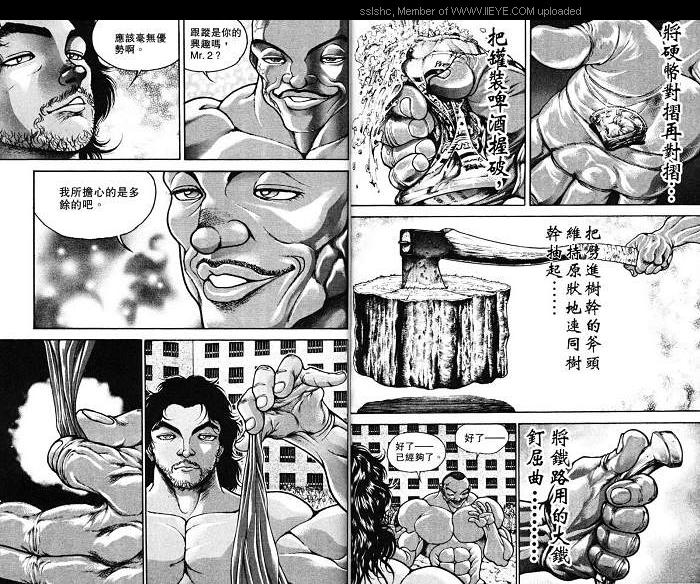 sslshc, Member of VVWW.IIEYE.COM uploaded
將硬幣對摺再對摺……
把罐裝啤酒握破，
把劈進樹幹的斧頭
維持原狀地連同樹
幹抽起……
將鐵路用的大鐵
釘屈曲………
好了——
已經夠了。
好了——
跟蹤是你的
興趣嗎，
Mr.2？
應該毫無優
勢啊。
我所擔心的是多
餘的吧。